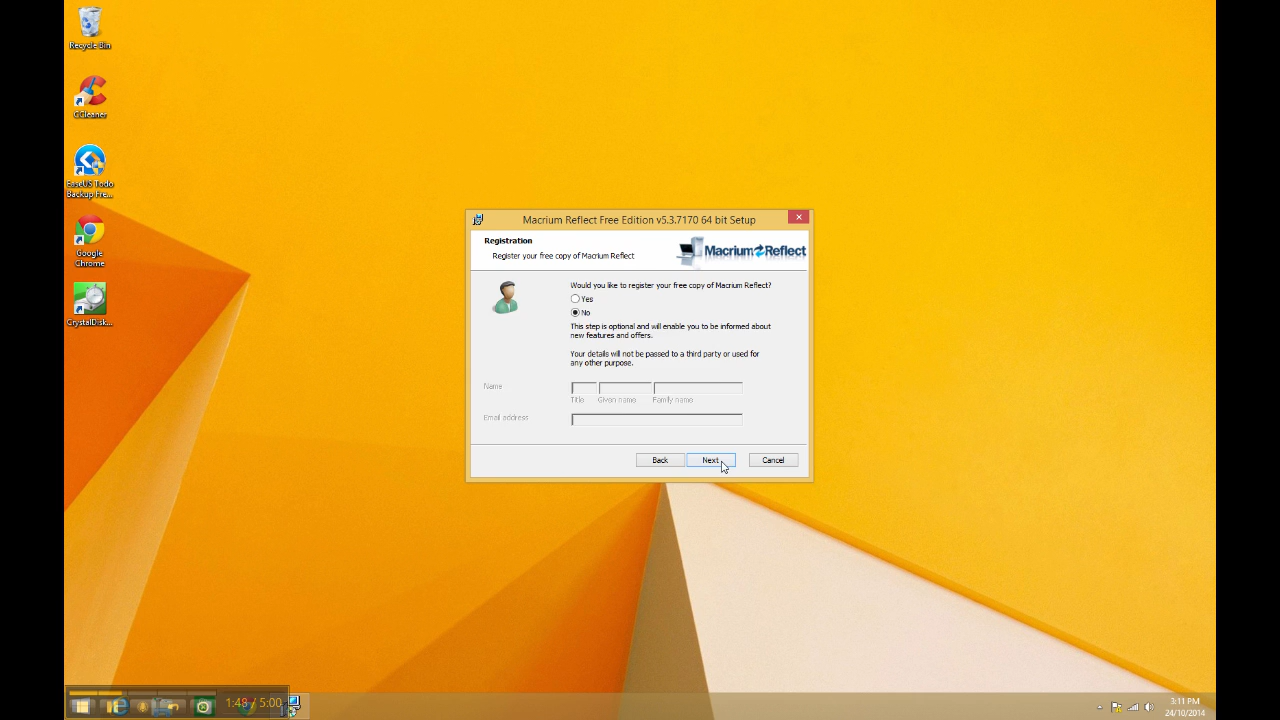 Recycle Bin
CCleaner
EaseUS Todo
Backup Fre...
Google
Chrome
CrystalDisk...
Macrium Reflect Free Edition v5.3.7170 64 bit Setup
Registration
Register your free copy of Macrium Reflect
Macrium Reflect
Would you like to register your free copy of Macrium Reflect?
Yes
No
This step is optional and will enable you to be informed about
new features and offers.
Your details will not be passed to a third party or used for
any other purpose.
Name
Title Given name Family name
Email address
Back Next Cancel
1:48 / 5:00
3:11 PM
24/10/2014